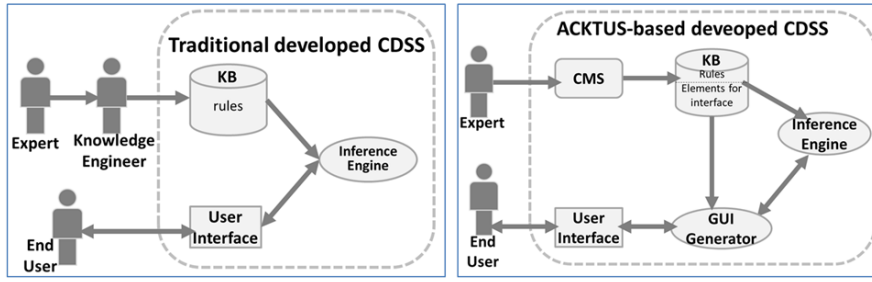 Traditional developed CDSS
KB
rules
Expert
Knowledge
Engineer
Inference
Engine
User
Interface
End
User
ACKTUS-based deveoped CDSS
CMS
KB
Rules
Elements for
interface
Expert
Inference
Engine
End
User
User
Interface
GUI
Generator